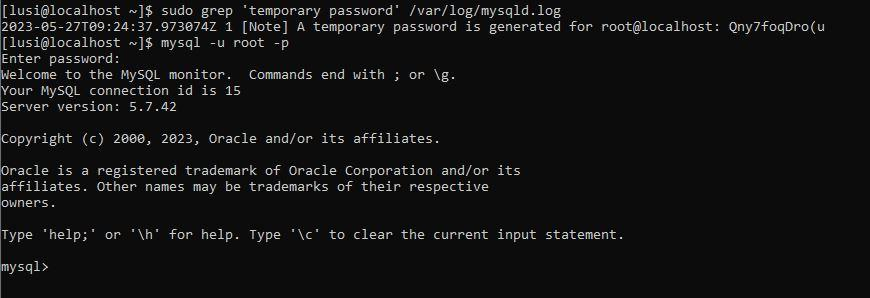 [lusi@localhost ~]$ sudo grep 'temporary password' /var/log/mysqld.log
2023-05-27T09:24:37.973074Z 1 [Note] A temporary password is generated for root@localhost: Qny7foqDro(u
[lusi@localhost ~]$ mysql -u root -p
Enter password:
Welcome to the MySQL monitor.  Commands end with ; or \g.
Your MySQL connection id is 15
Server version: 5.7.42

Copyright (c) 2000, 2023, Oracle and/or its affiliates.

Oracle is a registered trademark of Oracle Corporation and/or its
affiliates. Other names may be trademarks of their respective
owners.

Type 'help;' or '\h' for help. Type '\c' to clear the current input statement.

mysql>